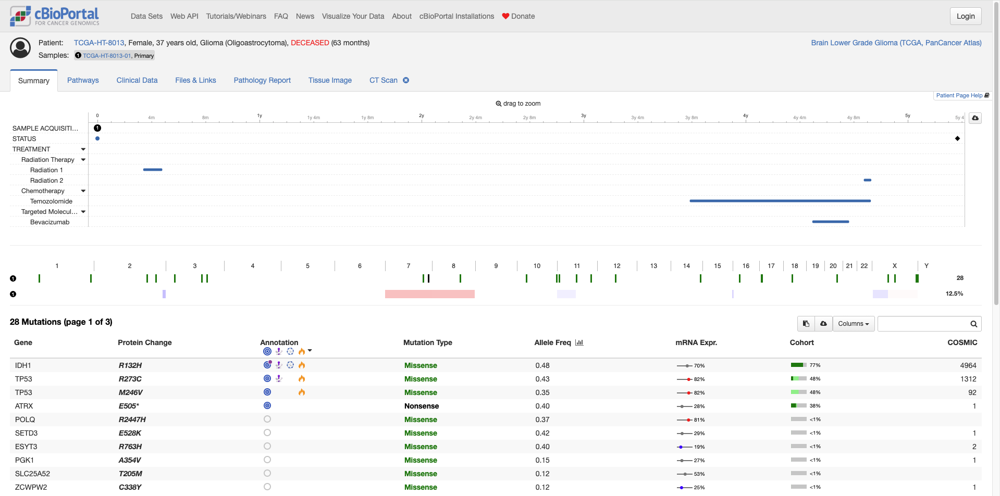 cBioPortal
FOR CANCER GENOMICS
Data Sets Web API Tutorials/Webinars FAQ News Visualize Your Data About cBioPortal Installations Donate
Login
Patient: TCGA-HT-8013, Female, 37 years old, Glioma (Oligoastrocytoma), DECEASED (63 months)
Brain Lower Grade Glioma (TCGA, PanCancer Atlas)
Samples: 1 TCGA-HT-8013-01, Primary
Summary Pathways Clinical Data Files & Links Pathology Report Tissue Image CT Scan
Patient Page Help
drag to zoom
0 4m 8m 1y 1y 4m 1y 8m 2y 2y 4m 2y 8m 3y 3y 4m 3y 8m 4y 4y 4m 4y 8m 5y 5y 4
SAMPLE ACQUISITI... 1
STATUS
TREATMENT
Radiation Therapy
Radiation 1
Radiation 2
Chemotherapy
Temozolomide
Targeted Molecul...
Bevacizumab
1 2 3 4 5 6 7 8 9 10 11 12 13 14 15 16 17 18 19 20 21 22 X Y
1 28
1 12.5%
28 Mutations (page 1 of 3)
Columns
Gene Protein Change Annotation Mutation Type Allele Freq mRNA Expr. Cohort COSMIC
IDH1 R132H Missense 0.48 70% 77% 4964
TP53 R273C Missense 0.43 82% 48% 1312
TP53 M246V Missense 0.35 82% 48% 92
ATRX E505* Nonsense 0.40 28% 38% 1
POLQ R2447H Missense 0.37 81% <1%
SETD3 E528K Missense 0.42 29% <1% 1
ESYT3 R763H Missense 0.40 19% <1% 2
PGK1 A354V Missense 0.15 27% <1% 1
SLC25A52 T205M Missense 0.12 53% <1%
ZCWPW2 C338Y Missense 0.12 25% <1% 1